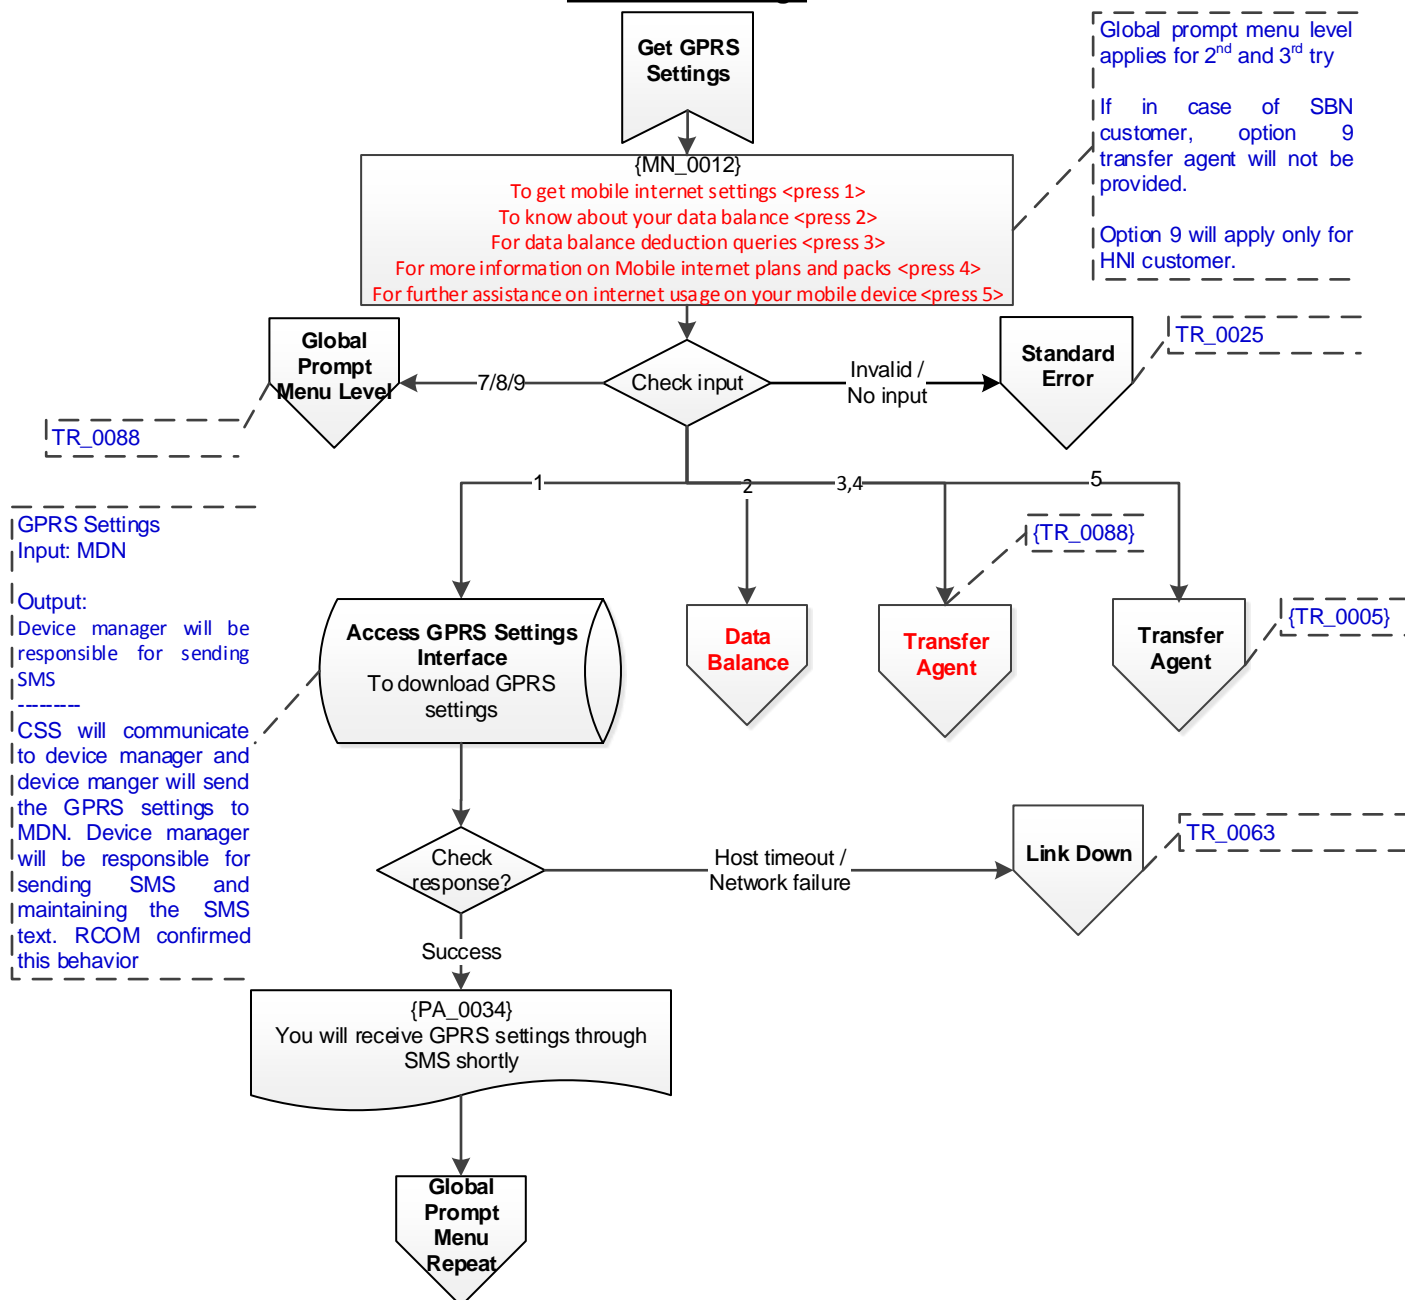 Get GPRS
Settings
Global prompt menu level
applies for 2nd and 3rd try
If in case of SBN
customer, option 9
transfer agent will not be
provided.
Option 9 will apply only for
HNI customer.
{MN_0012}
To get mobile internet settings <press 1>
To know about your data balance <press 2>
For data balance deduction queries <press 3>
For more information on Mobile internet plans and packs <press 4>
For further assistance on internet usage on your mobile device <press 5>
Global
Prompt
Menu Level
7/8/9
Check input
Invalid /
No input
Standard
Error
TR_0025
TR_0088
1
2
3,4
5
GPRS Settings
Input: MDN
Output:
Device manager will be
responsible for sending
SMS
---------
CSS will communicate
to device manager and
device manger will send
the GPRS settings to
MDN. Device manager
will be responsible for
sending SMS and
maintaining the SMS
text. RCOM confirmed
this behavior
{TR_0088}
{TR_0005}
Access GPRS Settings
Interface
To download GPRS
settings
Data
Balance
Transfer
Agent
Transfer
Agent
Check
response?
Host timeout /
Network failure
Link Down
TR_0063
Success
{PA_0034}
You will receive GPRS settings through
SMS shortly
Global
Prompt
Menu
Repeat